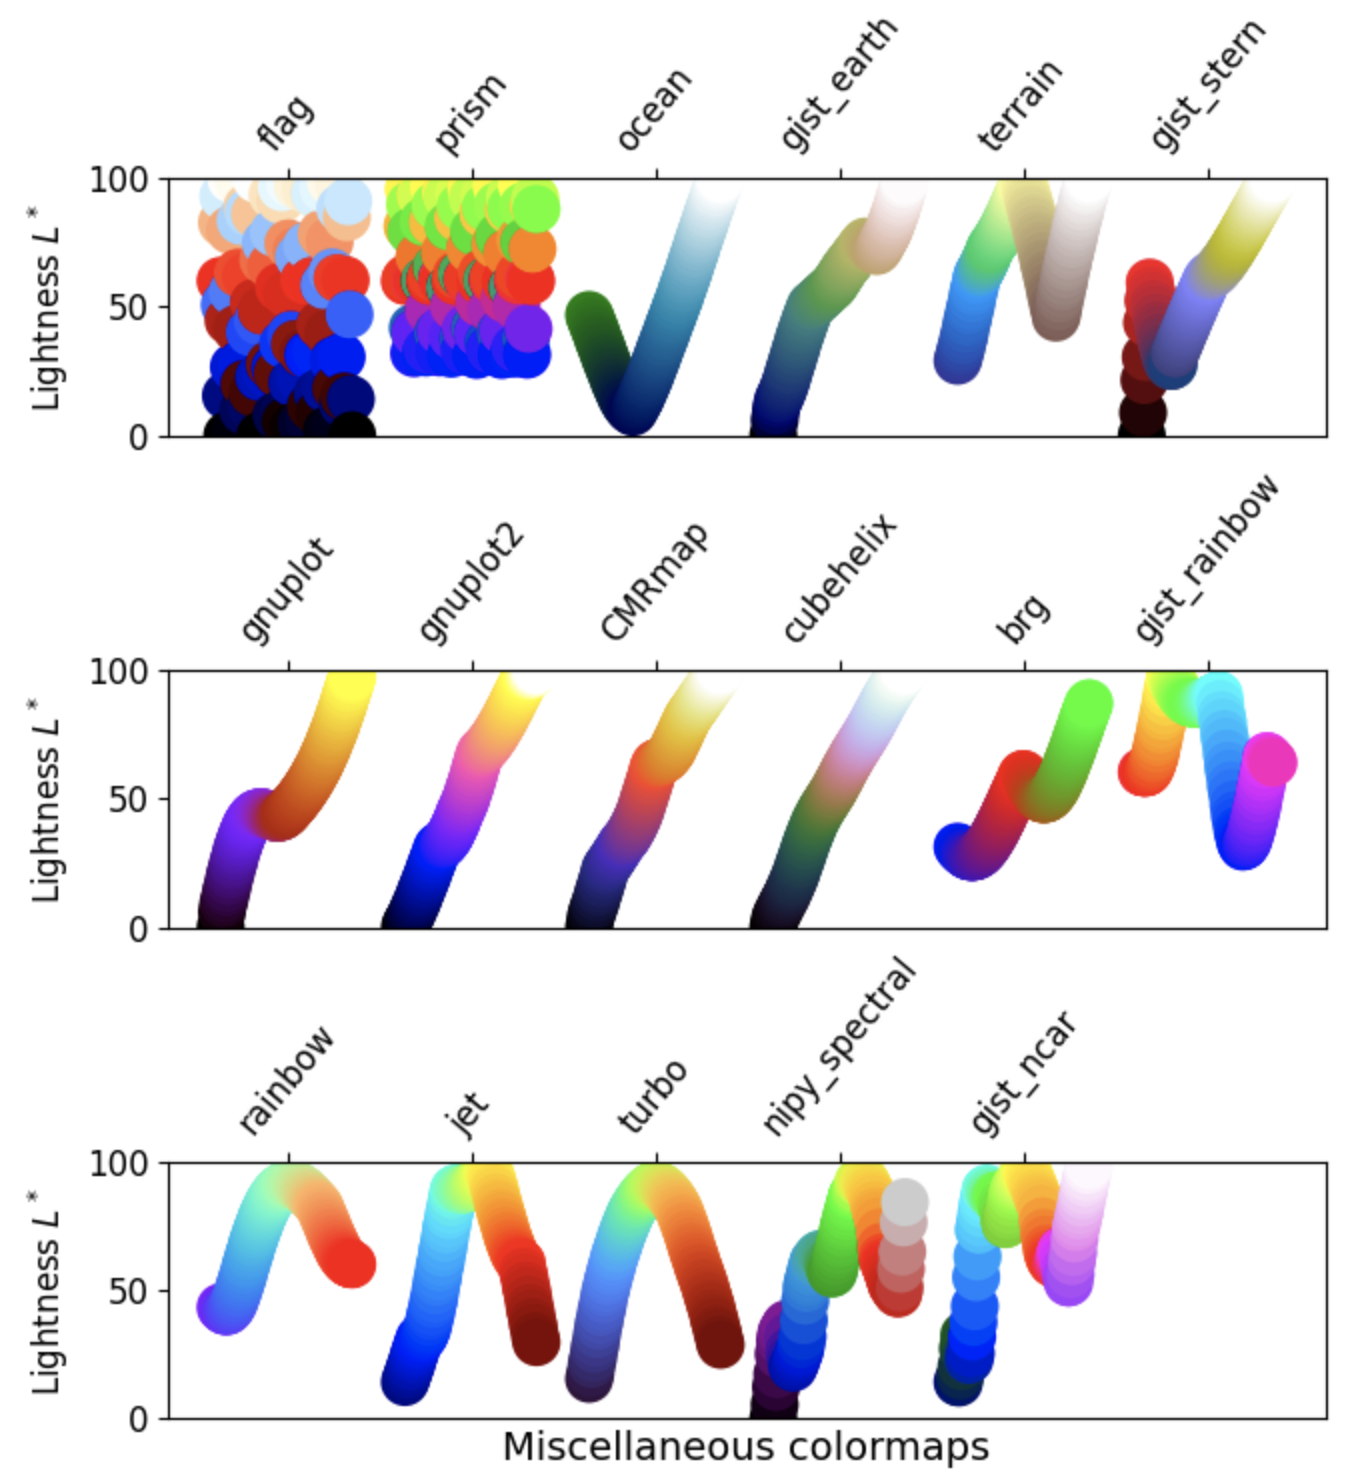 flag prism ocean gist_earth terrain gist_stern
Lightness L*
100
50
0
gnuplot gnuplot2 CMRmap cubehelix brg gist_rainbow
Lightness L*
100
50
0
rainbow jet turbo nipy_spectral gist_ncar
Lightness L*
100
50
0
Miscellaneous colormaps